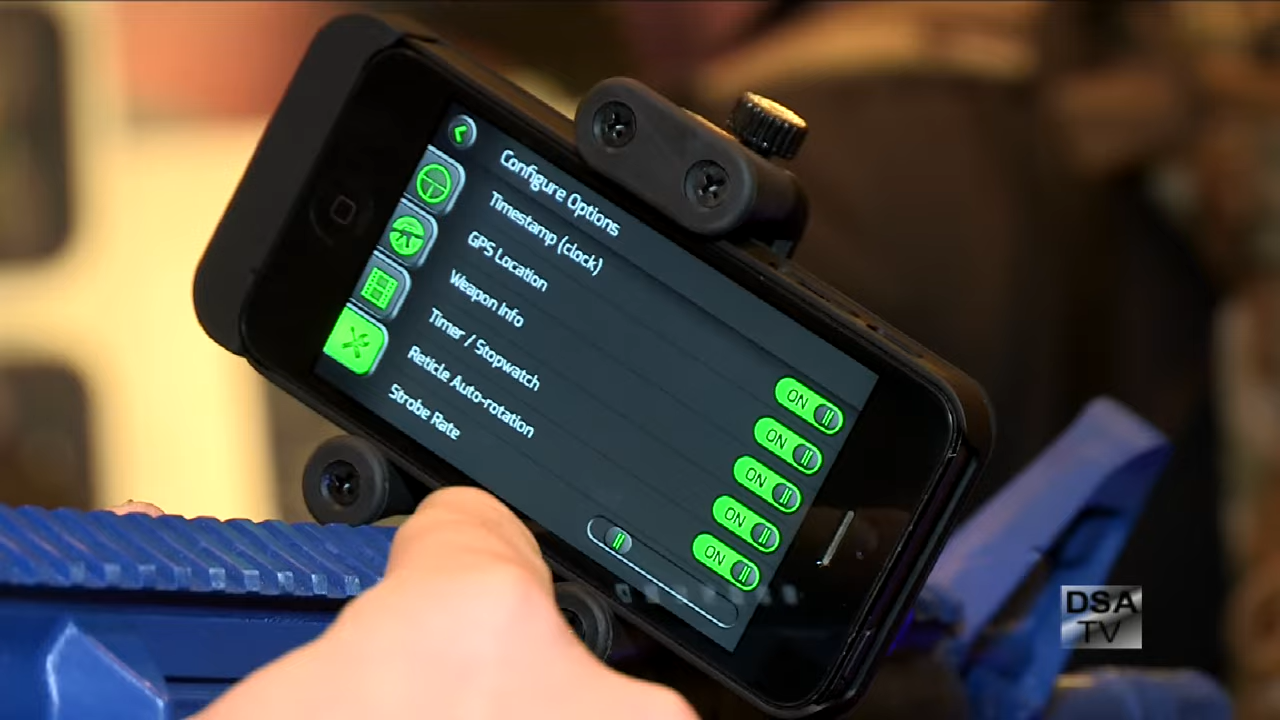 Configure Options
Timestamp (clock)
ON
GPS Location
ON
Weapon Info
ON
Timer / Stopwatch
ON
Reticle Auto-rotation
ON
Strobe Rate
DSA
TV